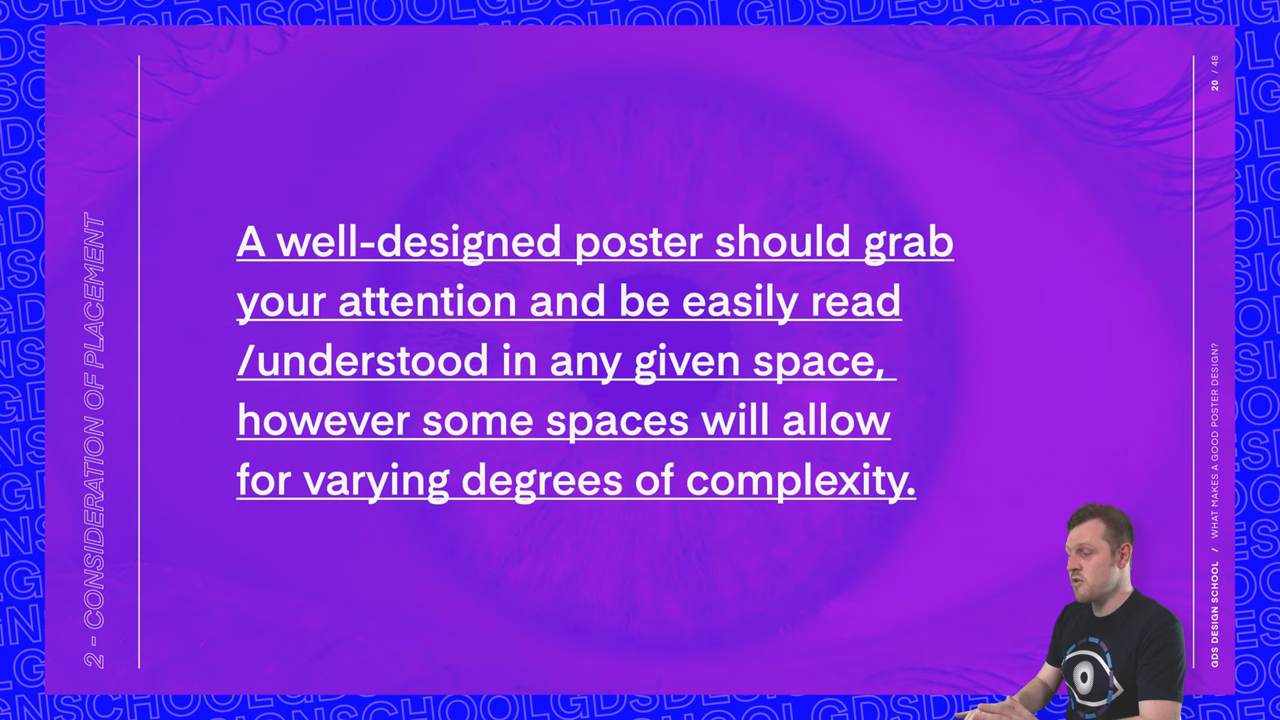 2 - CONSIDERATION OF PLACEMENT
A well-designed poster should grab
your attention and be easily read
/understood in any given space,
however some spaces will allow
for varying degrees of complexity.
20 / 48
GDS DESIGN SCHOOL / WHAT MAKES A GOOD POSTER DESIGN?